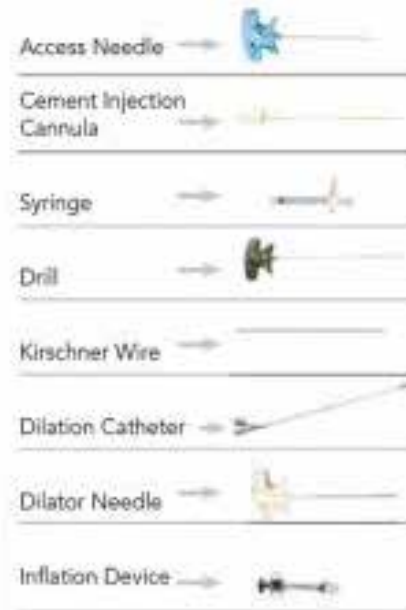 Access Needle
Cement Injection
Cannula
Syringe
Drill
Kirschner Wire
Dilation Catheter
Dilator Needle
Inflation Device